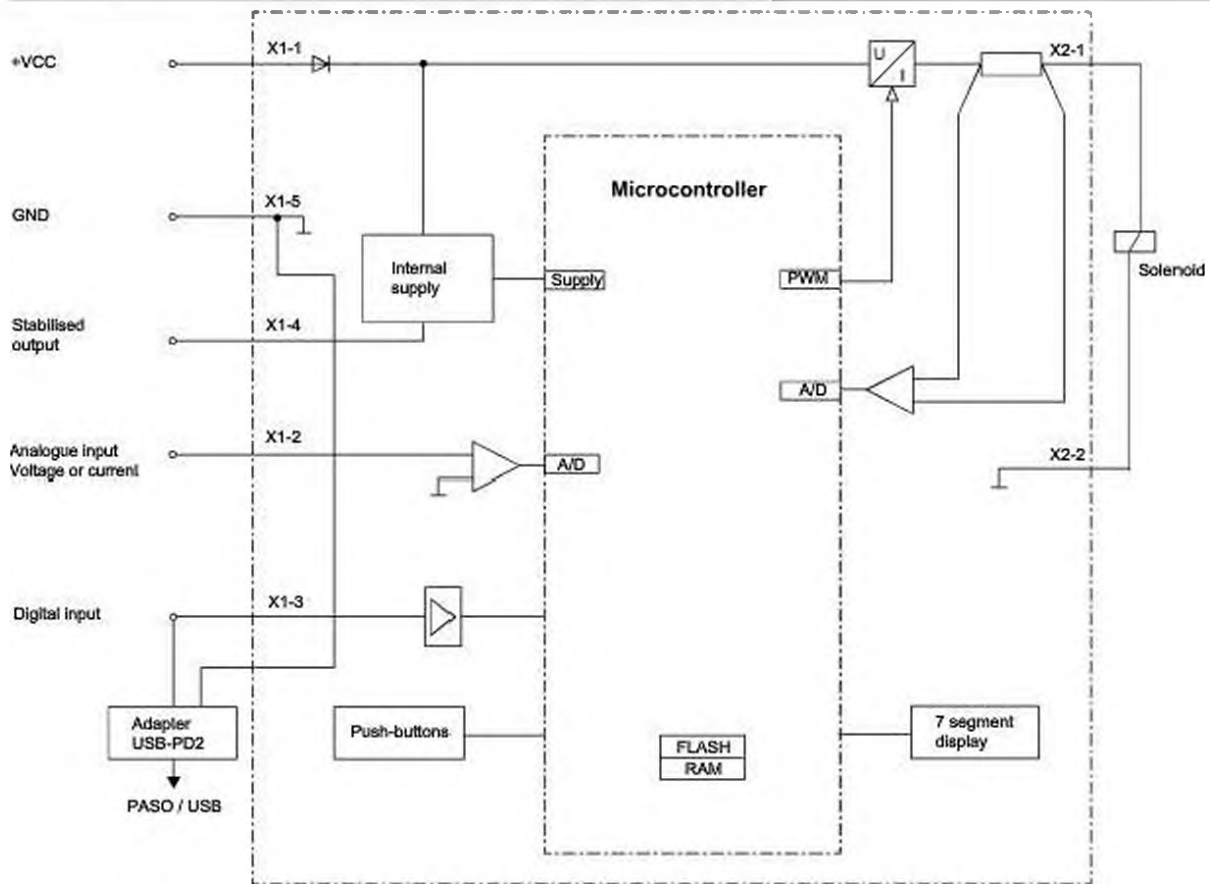 +VCC
X1-1
U
I
X2-1
Microcontroller
GND
X1-5
Internal
supply
Supply
PWM
Solenoid
Stabilised
output
X1-4
A/D
Analogue input
Voltage or current
X1-2
A/D
X2-2
Digital input
X1-3
Adapter
USB-PD2
Push-buttons
FLASH
RAM
7 segment
display
PASO / USB